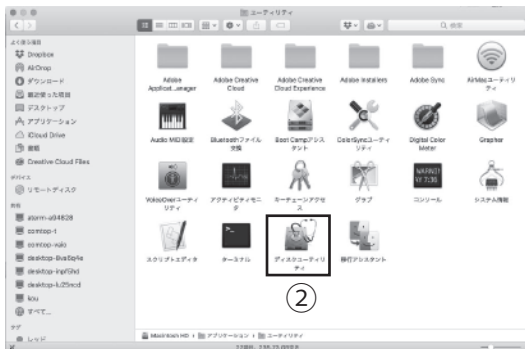 ユーティリティ
検索
よく使う項目
Dropbox
AirDrop
ダウンロード
最近使った項目
デスクトップ
アプリケーション
iCloud Drive
書類
Creative Cloud Files
デバイス
リモートディスク
共有
comtop-t
comtop-vaio
kou
すべて...
タグ
レッド
Adobe
Applicat...anager
Adobe Creative
Cloud
Adobe Creative
Cloud Experience
Adobe Installers
Adobe Sync
AirMacユーティリ
ティ
Audio MIDI設定
Bluetoothファイル
交換
Boot Campアシス
タント
ColorSyncユーティ
リティ
Digital Color
Meter
Grapher
VoiceOverユーティ
リティ
アクティビティモニ
タ
キーチェーンアクセ
ス
グラブ
コンソール
システム情報
スクリプトエディタ
ターミナル
ディスクユーティリ
ティ
移行アシスタント
②
Macintosh HD › アプリケーション › ユーティリティ